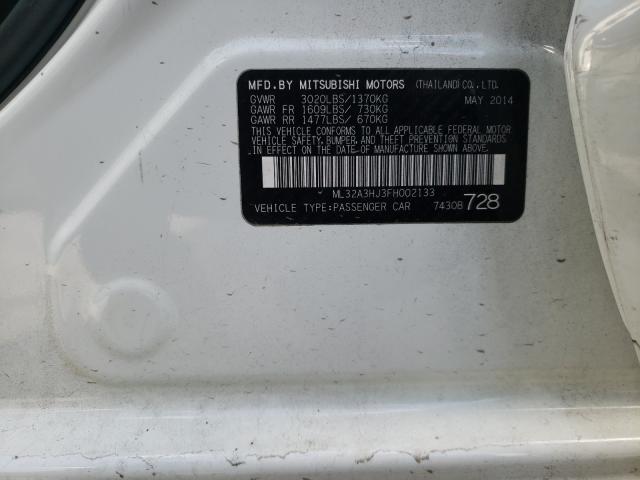 MFD.BY MITSUBISHI MOTORS (THAILAND) CO., LTD.
GVWR 3020LBS/1370KG MAY 2014
GAWR FR 1609LBS/ 730KG
GAWR RR 1477LBS/ 670KG
THIS VEHICLE CONFORMS TO ALL APPLICABLE FEDERAL MOTOR
VEHICLE SAFETY, BUMPER, AND THEFT PREVENTION STANDARDS
IN EFFECT ON THE DATE OF MANUFACTURE SHOWN ABOVE.
ML32A3HJ3FH002133
VEHICLE TYPE:PASSENGER CAR 7430B 728